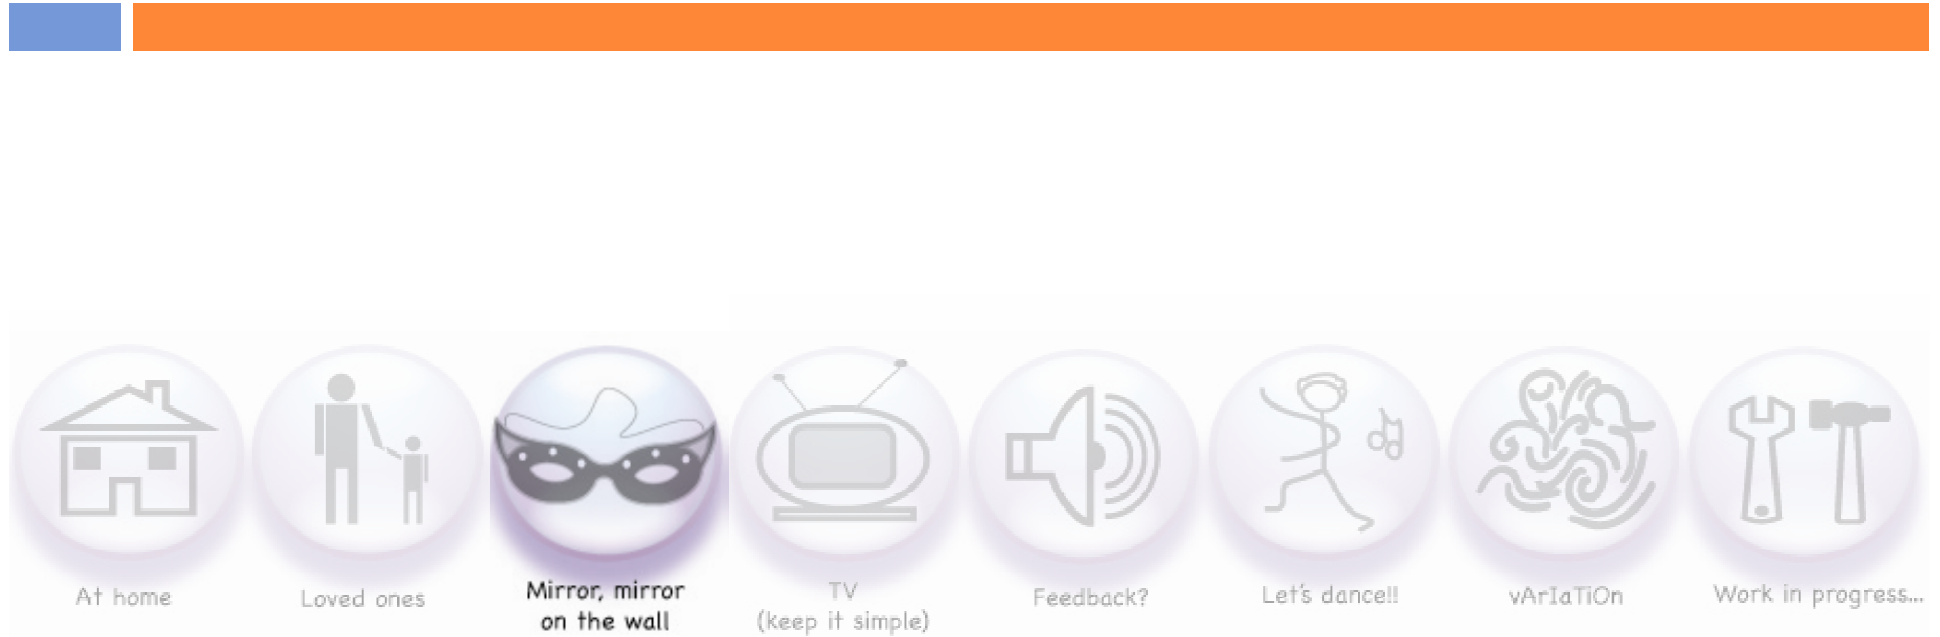 At home
Loved ones
Mirror, mirror
on the wall
TV
(keep it simple)
Feedback?
Let's dance!!
vArIaTiOn
Work in progress...